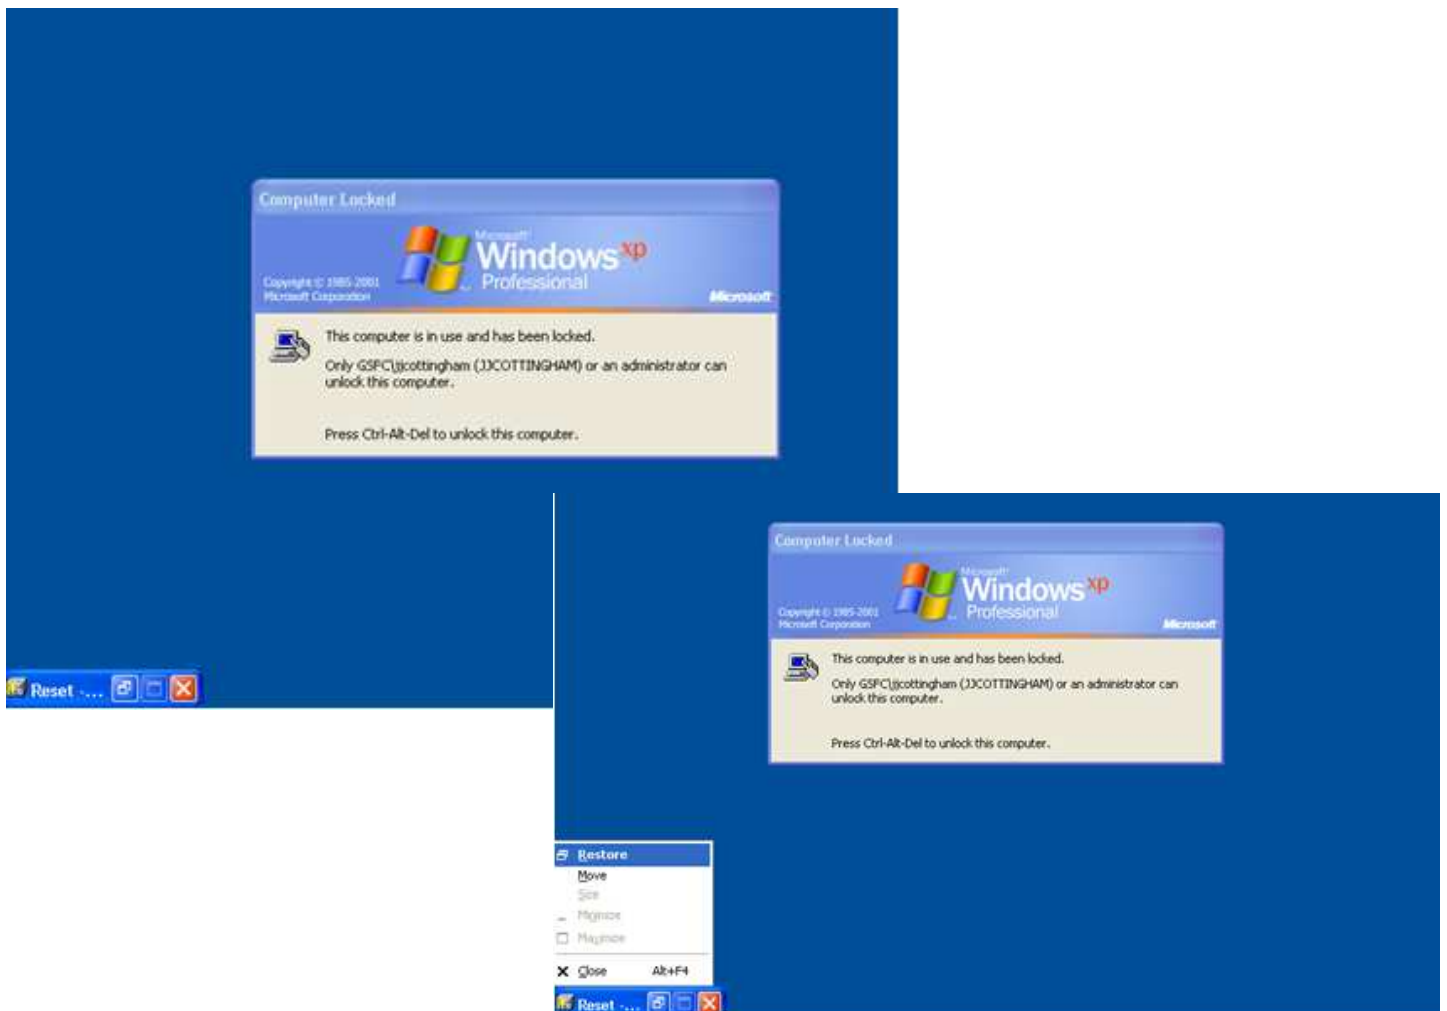 Computer Locked
Microsoft
Windows xp
Professional
Copyright © 1985-2001
Microsoft Corporation
Microsoft
This computer is in use and has been locked.
Only GSFC\jjcottingham (JJCOTTINGHAM) or an administrator can
unlock this computer.
Press Ctrl-Alt-Del to unlock this computer.
Reset -...
Computer Locked
Microsoft
Windows xp
Professional
Copyright © 1985-2001
Microsoft Corporation
Microsoft
This computer is in use and has been locked.
Only GSFC\jjcottingham (JJCOTTINGHAM) or an administrator can
unlock this computer.
Press Ctrl-Alt-Del to unlock this computer.
Restore
Move
Size
Minimize
Maximize
Close Alt+F4
Reset -...